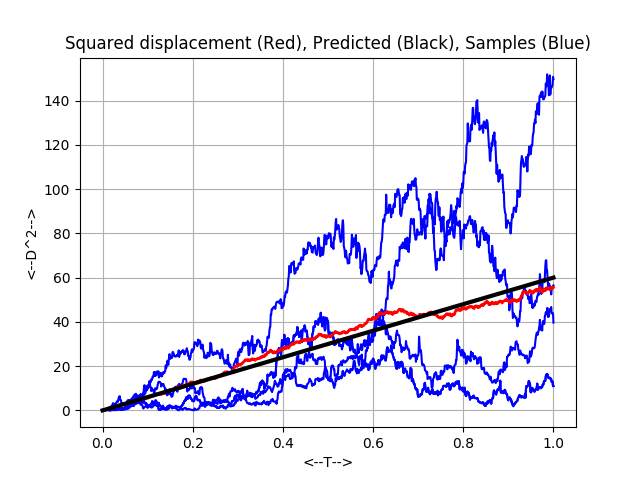 Squared displacement (Red), Predicted (Black), Samples (Blue)
140
120
100
80
60
40
20
0
<--D^2-->
0.0 0.2 0.4 0.6 0.8 1.0
<--T-->